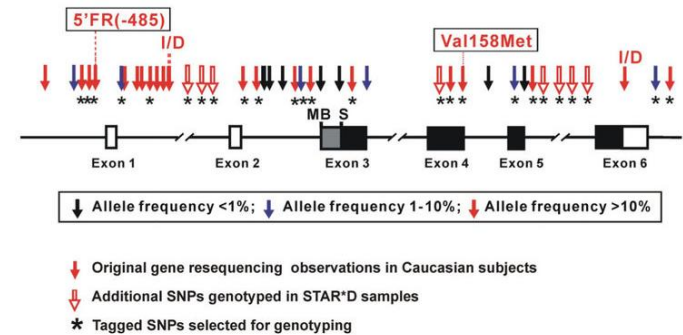 5'FR(-485)
I/D
Val158Met
I/D
* * * * * * * * * * * * * * * * * * * * * * * * *
MB S
Exon 1 Exon 2 Exon 3 Exon 4 Exon 5 Exon 6
Allele frequency <1%; Allele frequency 1-10%; Allele frequency >10%
Original gene resequencing observations in Caucasian subjects
Additional SNPs genotyped in STAR*D samples
* Tagged SNPs selected for genotyping